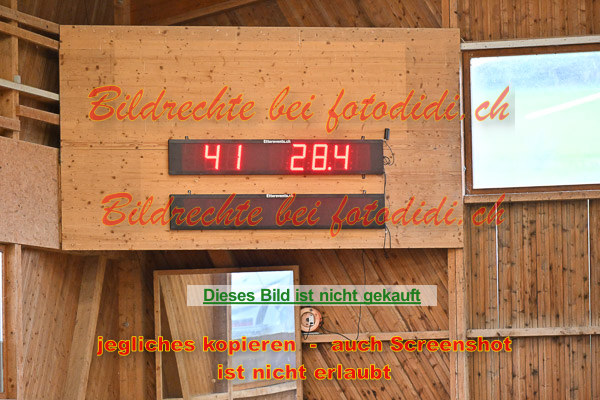 Bildrechte bei fotodidi.ch
41 28.4
Bildrechte bei fotodidi.ch
Dieses Bild ist nicht gekauft
jegliches kopieren - auch Screenshot
ist nicht erlaubt